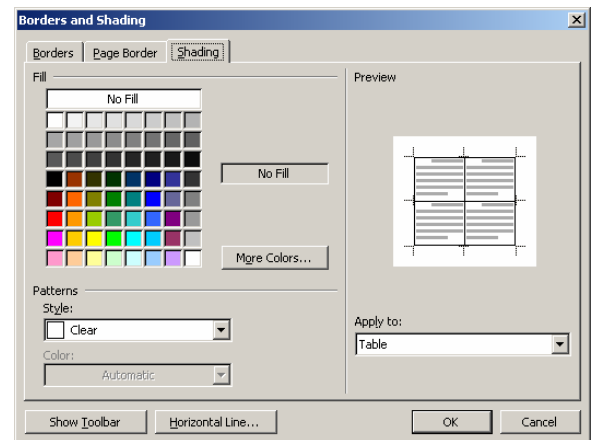 Borders and Shading
Borders
Page Border
Shading
Fill
No Fill
No Fill
More Colors...
Patterns
Style:
Clear
Color:
Automatic
Preview
Apply to:
Table
Show Toolbar
Horizontal Line...
OK
Cancel